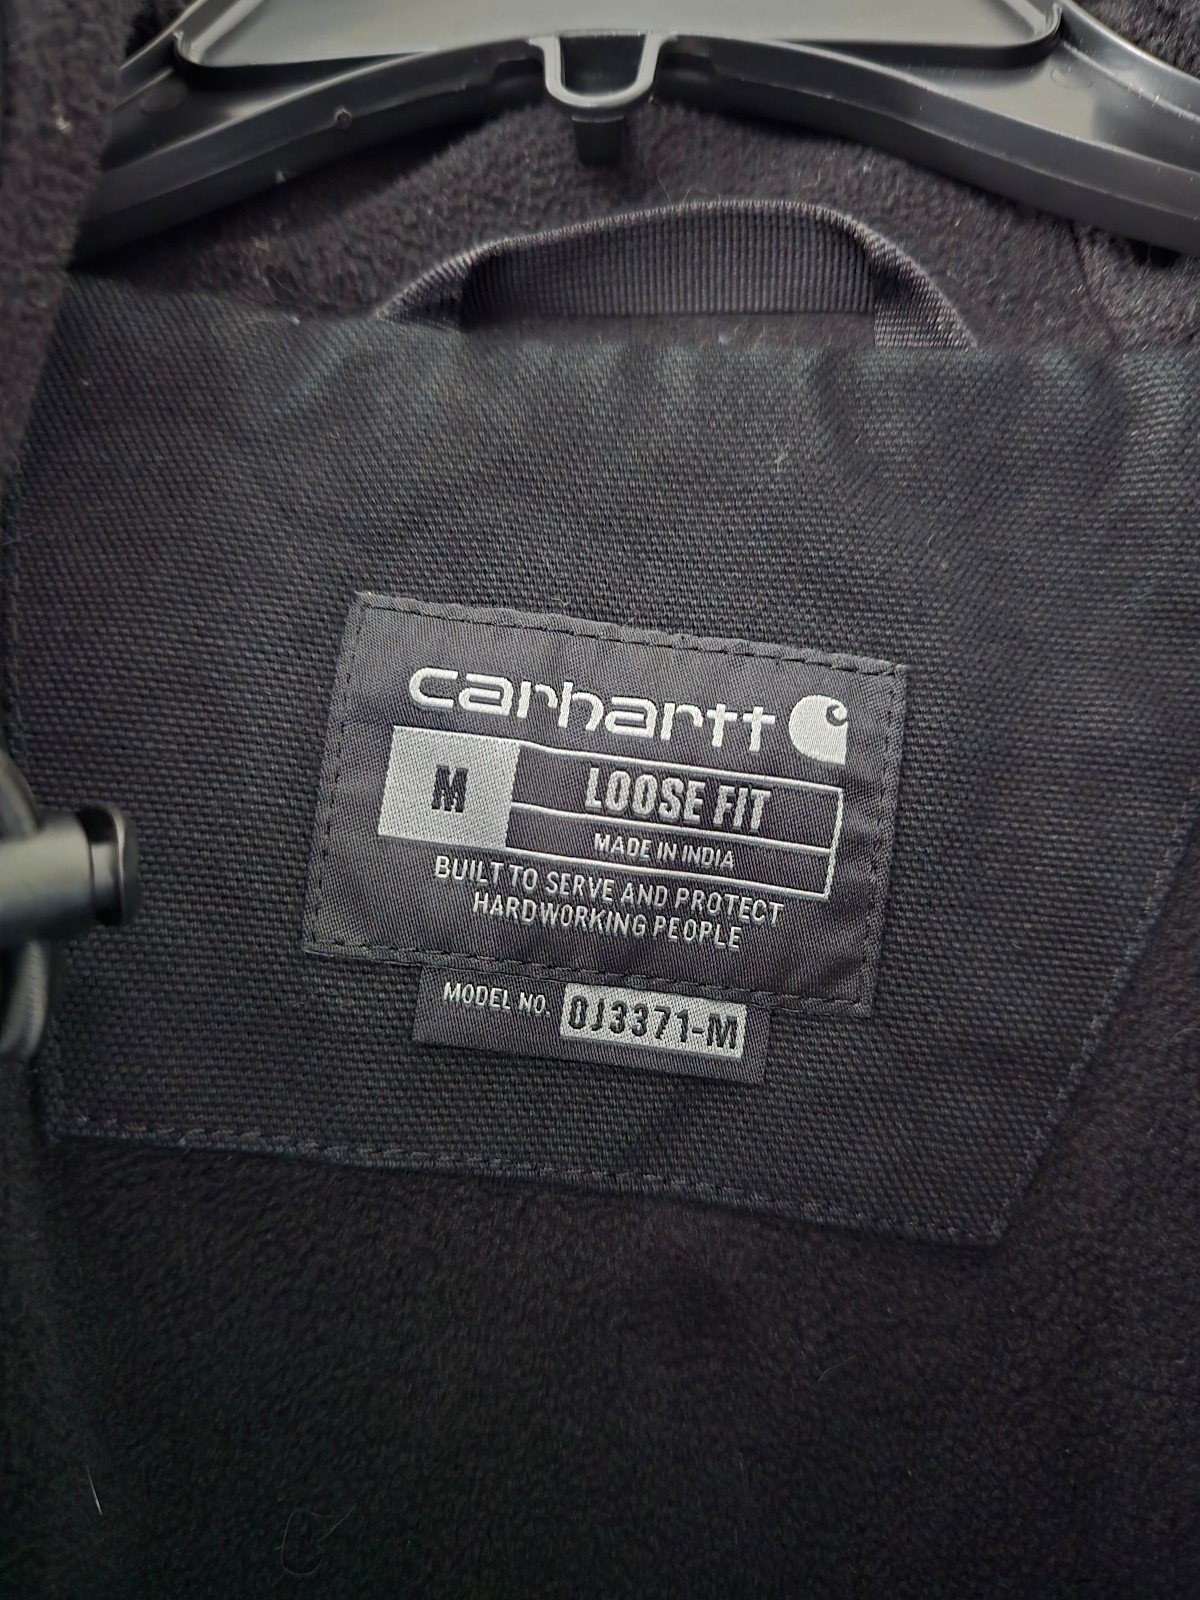 carhartt
M
LOOSE FIT
MADE IN INDIA
BUILT TO SERVE AND PROTECT
HARDWORKING PEOPLE
MODEL NO. OJ3371-M